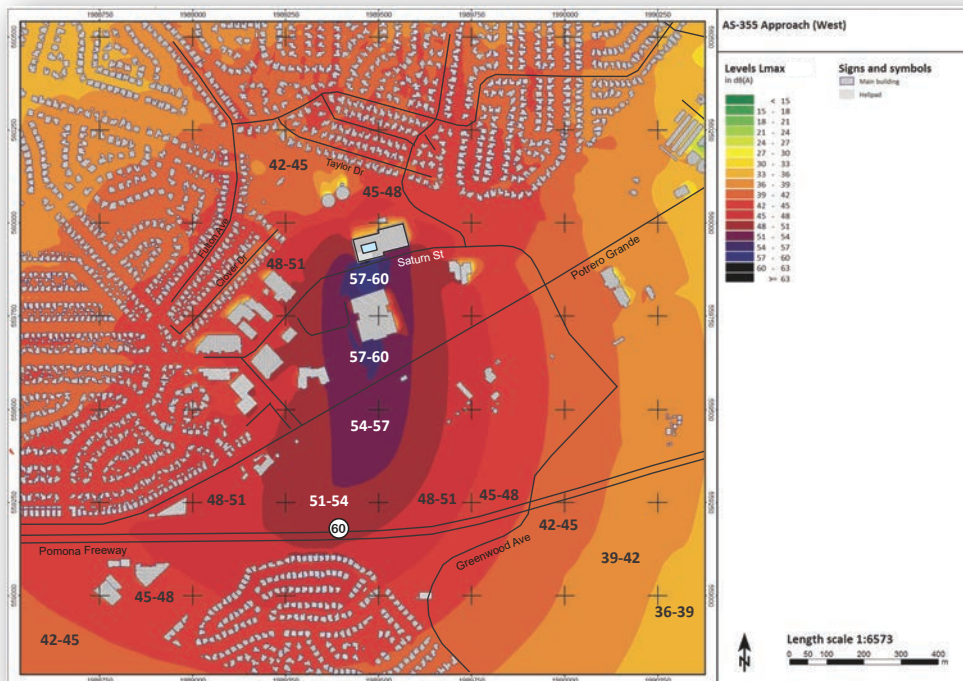 AS-355 Approach (West)
Levels Lmax
in dB(A)
< 15
15 - 18
18 - 21
21 - 24
24 - 27
27 - 30
30 - 33
33 - 36
36 - 39
39 - 42
42 - 45
45 - 48
48 - 51
51 - 54
54 - 57
57 - 60
60 - 63
>= 63
Signs and symbols
Main building
Helipad
42-45
Taylor Dr
45-48
Fulton Ave
Clover Dr
48-51
Saturn St
Potrero Grande
57-60
57-60
54-57
48-51
51-54
48-51
45-48
42-45
60
Pomona Freeway
Greenwood Ave
39-42
45-48
36-39
42-45
N
Length scale 1:6573
0 50 100 200 300 400
m